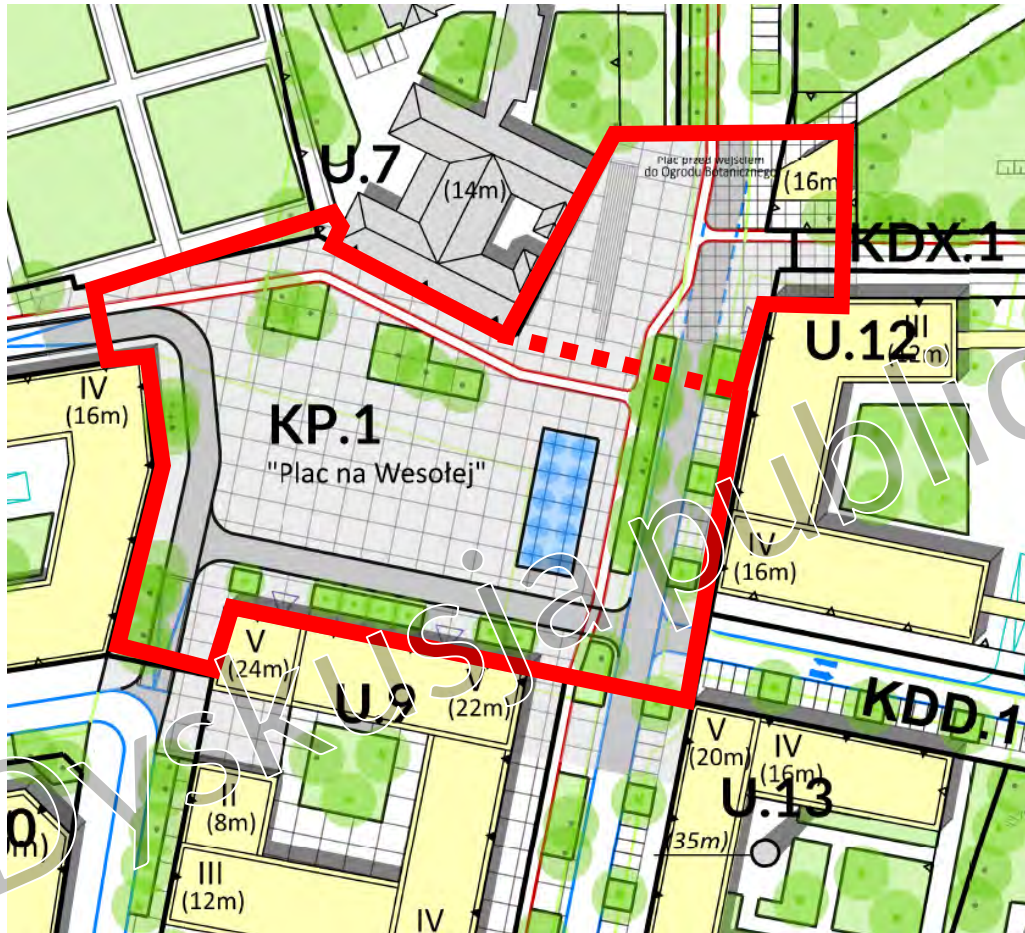 Plac przed wejściem
do Ogrodu Botanicznego
U.7
(14m)
(16m
KDX.1
U.12
III
(12m)
IV
(16m)
KP.1
"Plac na Wesołej"
IV
(16m)
V
(24m)
U.9
V
(22m)
KDD.1
V
(20m)
IV
(16m)
U.13
(35m)
II
(8m)
III
(12m)
IV
0
m)
Dyskusja public